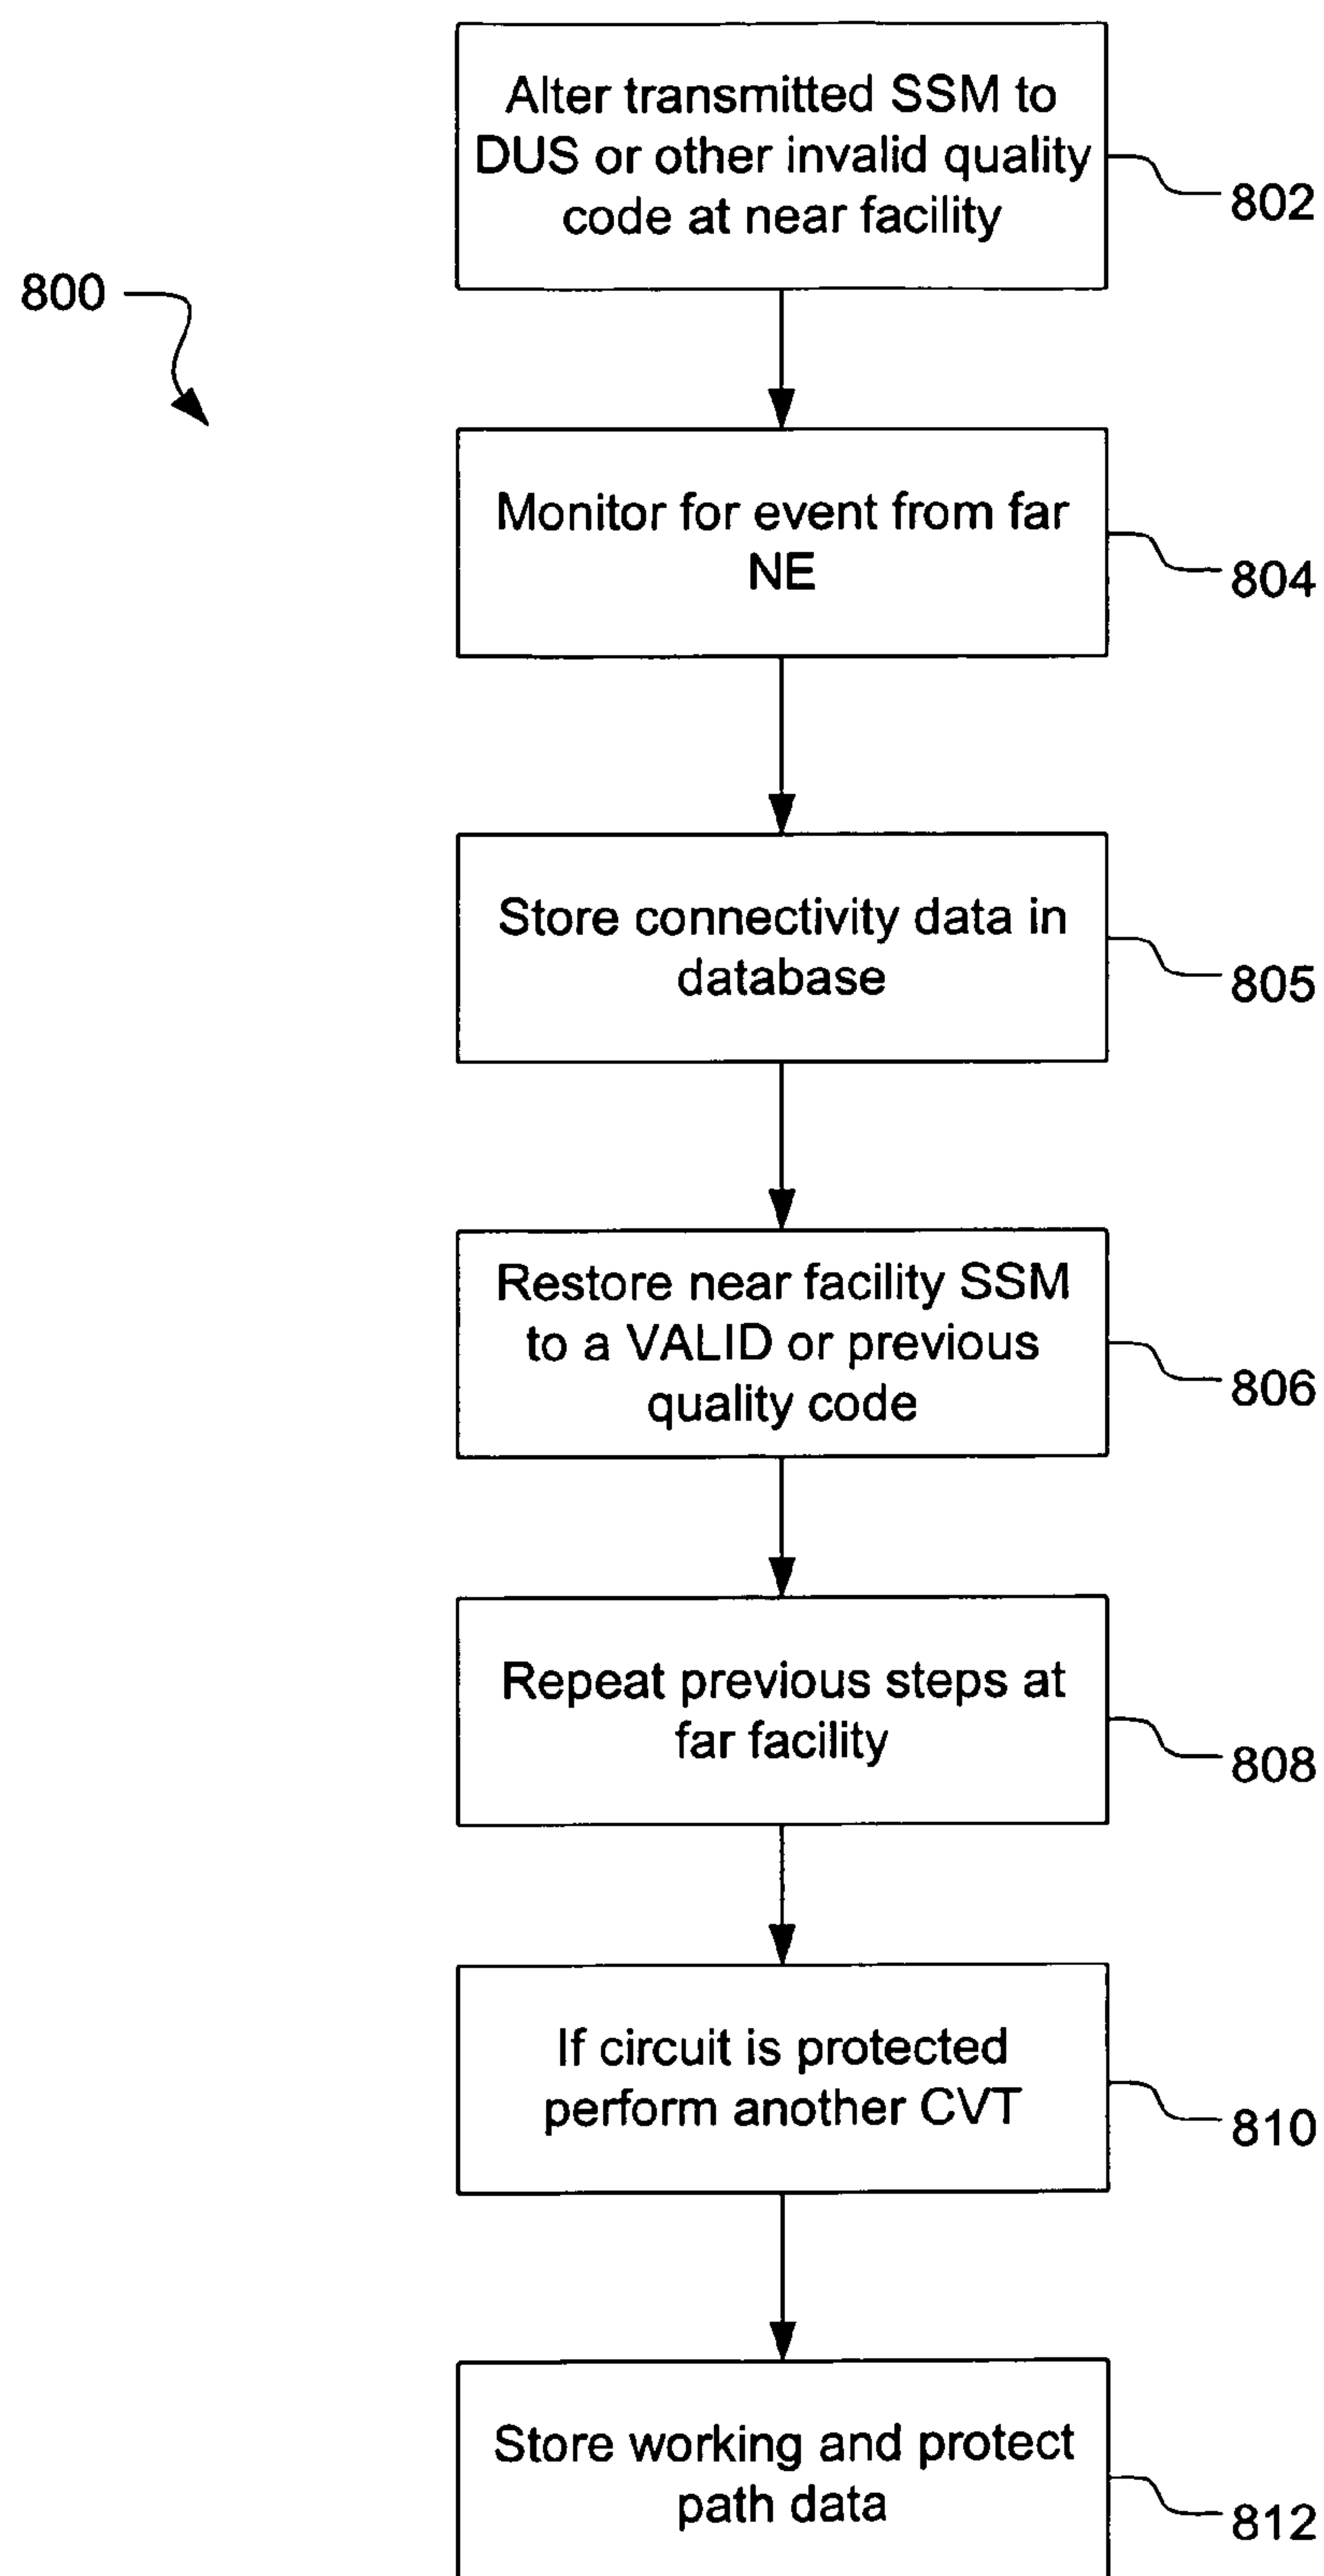 Alter transmitted SSM to
DUS or other invalid quality
code at near facility
802
800
Monitor for event from far
NE
804
Store connectivity data in
database
805
Restore near facility SSM
to a VALID or previous
quality code
806
Repeat previous steps at
far facility
808
If circuit is protected
perform another CVT
810
Store working and protect
path data
812